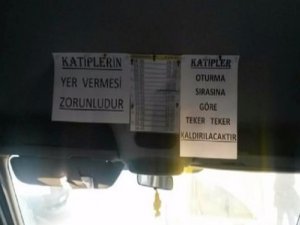 KATİPLERİN
YER VERMESİ
ZORUNLUDUR
KATİPLER
OTURMA
SIRASINA
GÖRE
TEKER TEKER
KALDIRILACAKTIR